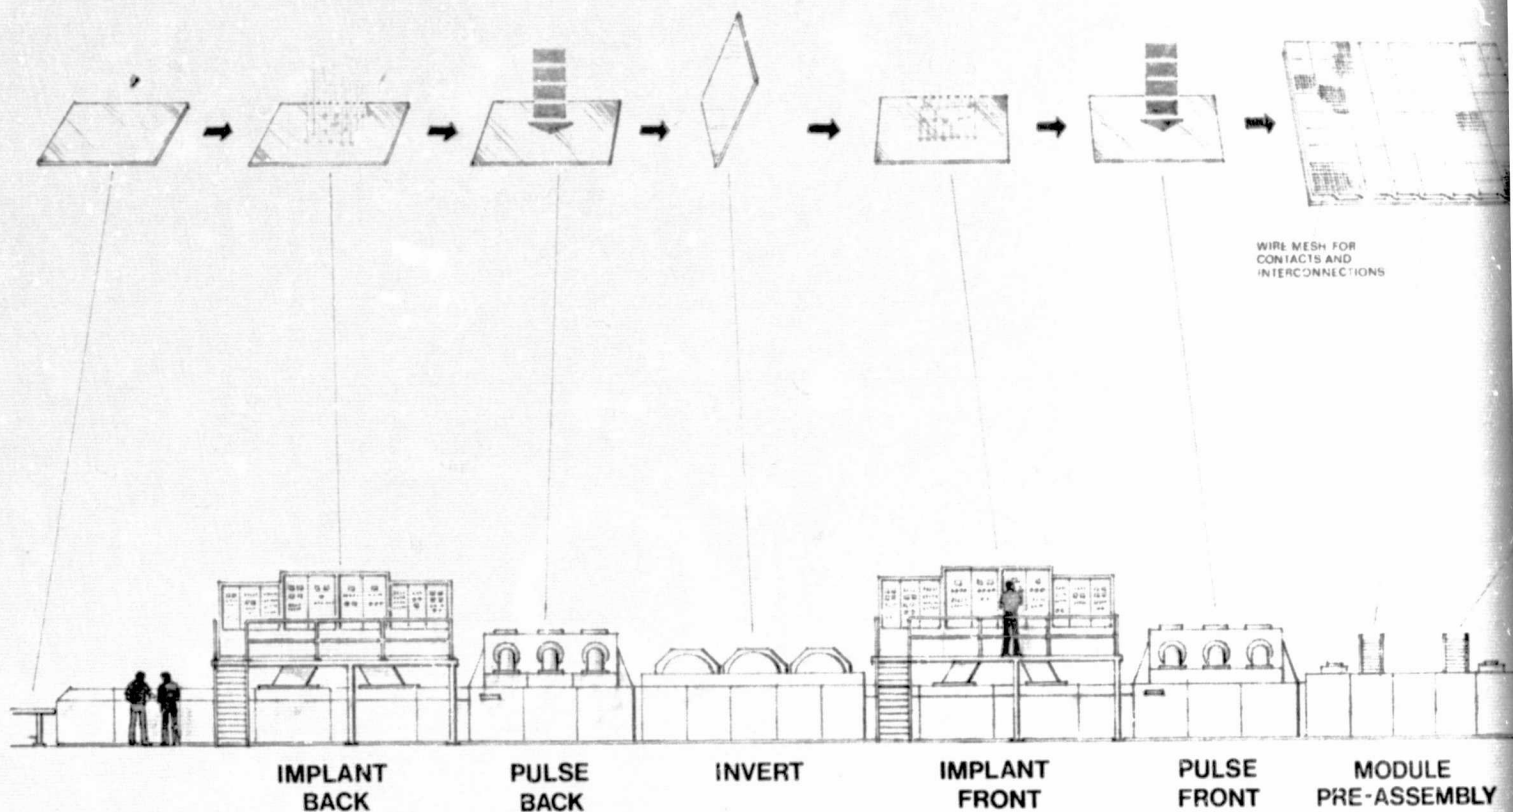 WIRE MESH FOR
CONTACTS AND
INTERCONNECTIONS
IMPLANT
BACK
PULSE
BACK
INVERT
IMPLANT
FRONT
PULSE
FRONT
MODULE
PRE-ASSEMBLY